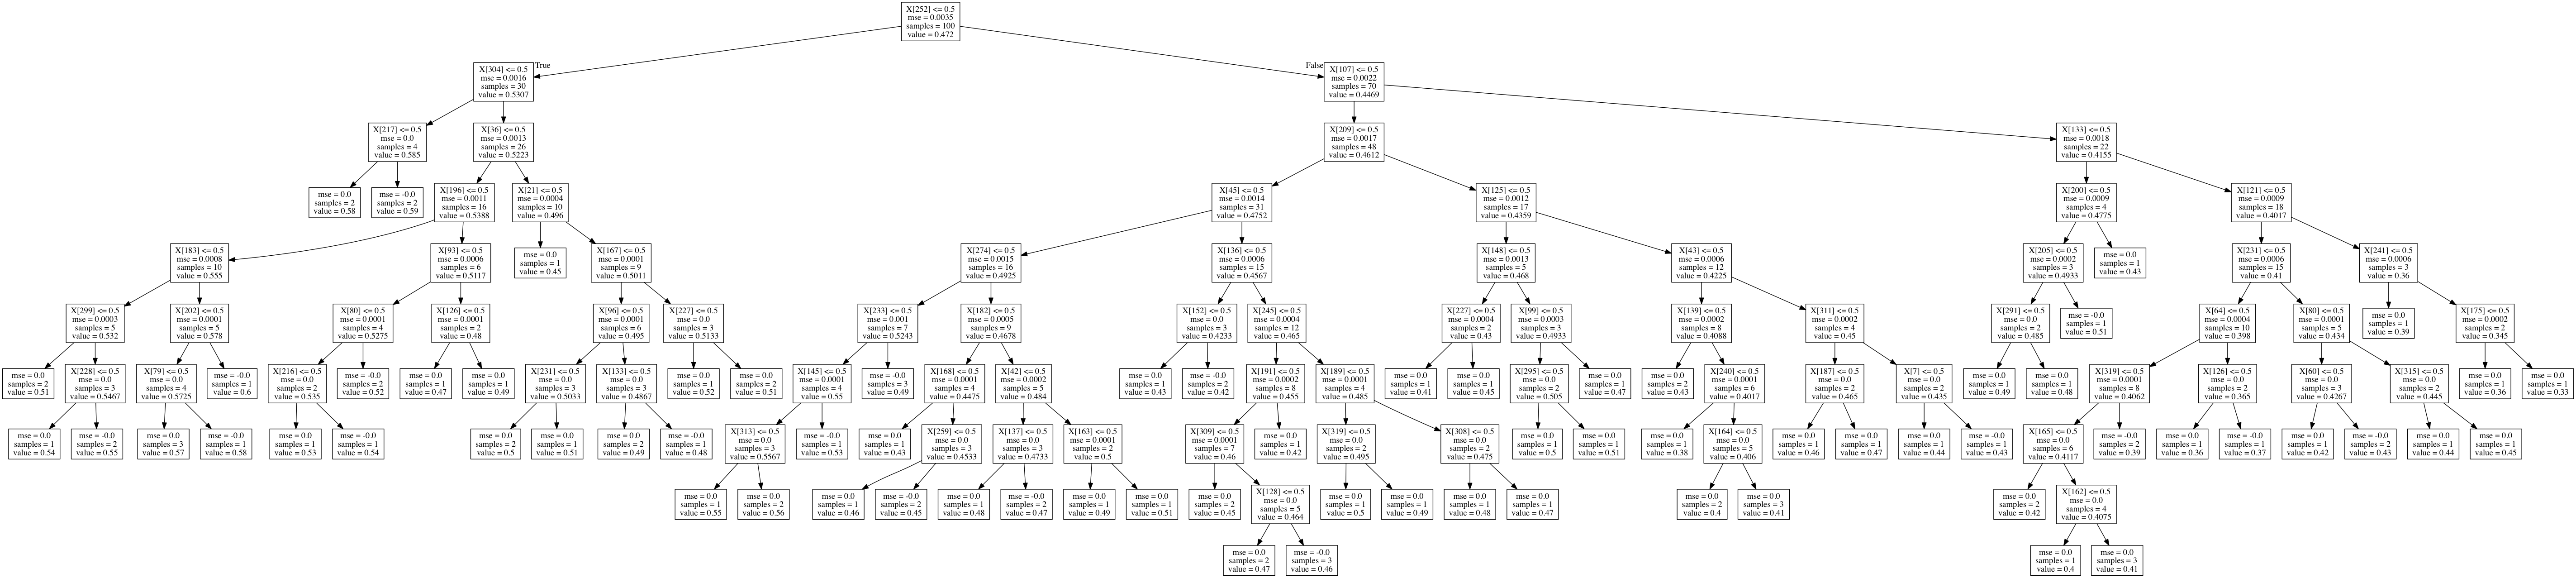 X[252] <= 0.5
mse = 0.0035
samples = 100
value = 0.472
True
False
X[304] <= 0.5
mse = 0.0016
samples = 30
value = 0.5307
X[107] <= 0.5
mse = 0.0022
samples = 70
value = 0.4469
X[217] <= 0.5
mse = 0.0
samples = 4
value = 0.585
X[36] <= 0.5
mse = 0.0013
samples = 26
value = 0.5223
X[209] <= 0.5
mse = 0.0017
samples = 48
value = 0.4612
X[133] <= 0.5
mse = 0.0018
samples = 22
value = 0.4155
mse = 0.0
samples = 2
value = 0.58
mse = -0.0
samples = 2
value = 0.59
X[196] <= 0.5
mse = 0.0011
samples = 16
value = 0.5388
X[21] <= 0.5
mse = 0.0004
samples = 10
value = 0.496
X[45] <= 0.5
mse = 0.0014
samples = 31
value = 0.4752
X[125] <= 0.5
mse = 0.0012
samples = 17
value = 0.4359
X[200] <= 0.5
mse = 0.0009
samples = 4
value = 0.4775
X[121] <= 0.5
mse = 0.0009
samples = 18
value = 0.4017
X[183] <= 0.5
mse = 0.0008
samples = 10
value = 0.555
X[93] <= 0.5
mse = 0.0006
samples = 6
value = 0.5117
mse = 0.0
samples = 1
value = 0.45
X[167] <= 0.5
mse = 0.0001
samples = 9
value = 0.5011
X[274] <= 0.5
mse = 0.0015
samples = 16
value = 0.4925
X[136] <= 0.5
mse = 0.0006
samples = 15
value = 0.4567
X[148] <= 0.5
mse = 0.0013
samples = 5
value = 0.468
X[43] <= 0.5
mse = 0.0006
samples = 12
value = 0.4225
X[205] <= 0.5
mse = 0.0002
samples = 3
value = 0.4933
mse = 0.0
samples = 1
value = 0.43
X[231] <= 0.5
mse = 0.0006
samples = 15
value = 0.41
X[241] <= 0.5
mse = 0.0006
samples = 3
value = 0.36
X[299] <= 0.5
mse = 0.0003
samples = 5
value = 0.532
X[202] <= 0.5
mse = 0.0001
samples = 5
value = 0.578
X[80] <= 0.5
mse = 0.0001
samples = 4
value = 0.5275
X[126] <= 0.5
mse = 0.0001
samples = 2
value = 0.48
X[96] <= 0.5
mse = 0.0001
samples = 6
value = 0.495
X[227] <= 0.5
mse = 0.0
samples = 3
value = 0.5133
X[233] <= 0.5
mse = 0.001
samples = 7
value = 0.5243
X[182] <= 0.5
mse = 0.0005
samples = 9
value = 0.4678
X[152] <= 0.5
mse = 0.0
samples = 3
value = 0.4233
X[245] <= 0.5
mse = 0.0004
samples = 12
value = 0.465
X[227] <= 0.5
mse = 0.0004
samples = 2
value = 0.43
X[99] <= 0.5
mse = 0.0003
samples = 3
value = 0.4933
X[139] <= 0.5
mse = 0.0002
samples = 8
value = 0.4088
X[311] <= 0.5
mse = 0.0002
samples = 4
value = 0.45
X[291] <= 0.5
mse = 0.0
samples = 2
value = 0.485
mse = -0.0
samples = 1
value = 0.51
X[64] <= 0.5
mse = 0.0004
samples = 10
value = 0.398
X[80] <= 0.5
mse = 0.0001
samples = 5
value = 0.434
mse = 0.0
samples = 1
value = 0.39
X[175] <= 0.5
mse = 0.0002
samples = 2
value = 0.345
mse = 0.0
samples = 2
value = 0.51
X[228] <= 0.5
mse = 0.0
samples = 3
value = 0.5467
X[79] <= 0.5
mse = 0.0
samples = 4
value = 0.5725
mse = -0.0
samples = 1
value = 0.6
X[216] <= 0.5
mse = 0.0
samples = 2
value = 0.535
mse = -0.0
samples = 2
value = 0.52
mse = 0.0
samples = 1
value = 0.47
mse = 0.0
samples = 1
value = 0.49
X[231] <= 0.5
mse = 0.0
samples = 3
value = 0.5033
X[133] <= 0.5
mse = 0.0
samples = 3
value = 0.4867
mse = 0.0
samples = 1
value = 0.52
mse = 0.0
samples = 2
value = 0.51
X[145] <= 0.5
mse = 0.0001
samples = 4
value = 0.55
mse = -0.0
samples = 3
value = 0.49
X[168] <= 0.5
mse = 0.0001
samples = 4
value = 0.4475
X[42] <= 0.5
mse = 0.0002
samples = 5
value = 0.484
mse = 0.0
samples = 1
value = 0.43
mse = -0.0
samples = 2
value = 0.42
X[191] <= 0.5
mse = 0.0002
samples = 8
value = 0.455
X[189] <= 0.5
mse = 0.0001
samples = 4
value = 0.485
mse = 0.0
samples = 1
value = 0.41
mse = 0.0
samples = 1
value = 0.45
X[295] <= 0.5
mse = 0.0
samples = 2
value = 0.505
mse = 0.0
samples = 1
value = 0.47
mse = 0.0
samples = 2
value = 0.43
X[240] <= 0.5
mse = 0.0001
samples = 6
value = 0.4017
X[187] <= 0.5
mse = 0.0
samples = 2
value = 0.465
X[7] <= 0.5
mse = 0.0
samples = 2
value = 0.435
mse = 0.0
samples = 1
value = 0.49
mse = 0.0
samples = 1
value = 0.48
X[319] <= 0.5
mse = 0.0001
samples = 8
value = 0.4062
X[126] <= 0.5
mse = 0.0
samples = 2
value = 0.365
X[60] <= 0.5
mse = 0.0
samples = 3
value = 0.4267
X[315] <= 0.5
mse = 0.0
samples = 2
value = 0.445
mse = 0.0
samples = 1
value = 0.36
mse = 0.0
samples = 1
value = 0.33
mse = 0.0
samples = 1
value = 0.54
mse = -0.0
samples = 2
value = 0.55
mse = 0.0
samples = 3
value = 0.57
mse = -0.0
samples = 1
value = 0.58
mse = 0.0
samples = 1
value = 0.53
mse = -0.0
samples = 1
value = 0.54
mse = 0.0
samples = 2
value = 0.5
mse = 0.0
samples = 1
value = 0.51
mse = 0.0
samples = 2
value = 0.49
mse = -0.0
samples = 1
value = 0.48
X[313] <= 0.5
mse = 0.0
samples = 3
value = 0.5567
mse = -0.0
samples = 1
value = 0.53
mse = 0.0
samples = 1
value = 0.43
X[259] <= 0.5
mse = 0.0
samples = 3
value = 0.4533
X[137] <= 0.5
mse = 0.0
samples = 3
value = 0.4733
X[163] <= 0.5
mse = 0.0001
samples = 2
value = 0.5
X[309] <= 0.5
mse = 0.0001
samples = 7
value = 0.46
mse = 0.0
samples = 1
value = 0.42
X[319] <= 0.5
mse = 0.0
samples = 2
value = 0.495
X[308] <= 0.5
mse = 0.0
samples = 2
value = 0.475
mse = 0.0
samples = 1
value = 0.5
mse = 0.0
samples = 1
value = 0.51
mse = 0.0
samples = 1
value = 0.38
X[164] <= 0.5
mse = 0.0
samples = 5
value = 0.406
mse = 0.0
samples = 1
value = 0.46
mse = 0.0
samples = 1
value = 0.47
mse = 0.0
samples = 1
value = 0.44
mse = -0.0
samples = 1
value = 0.43
X[165] <= 0.5
mse = 0.0
samples = 6
value = 0.4117
mse = -0.0
samples = 2
value = 0.39
mse = 0.0
samples = 1
value = 0.36
mse = -0.0
samples = 1
value = 0.37
mse = 0.0
samples = 1
value = 0.42
mse = -0.0
samples = 2
value = 0.43
mse = 0.0
samples = 1
value = 0.44
mse = 0.0
samples = 1
value = 0.45
mse = 0.0
samples = 1
value = 0.55
mse = 0.0
samples = 2
value = 0.56
mse = 0.0
samples = 1
value = 0.46
mse = -0.0
samples = 2
value = 0.45
mse = 0.0
samples = 1
value = 0.48
mse = -0.0
samples = 2
value = 0.47
mse = 0.0
samples = 1
value = 0.49
mse = 0.0
samples = 1
value = 0.51
mse = 0.0
samples = 2
value = 0.45
X[128] <= 0.5
mse = 0.0
samples = 5
value = 0.464
mse = 0.0
samples = 1
value = 0.5
mse = 0.0
samples = 1
value = 0.49
mse = 0.0
samples = 1
value = 0.48
mse = 0.0
samples = 1
value = 0.47
mse = 0.0
samples = 2
value = 0.4
mse = 0.0
samples = 3
value = 0.41
mse = 0.0
samples = 2
value = 0.42
X[162] <= 0.5
mse = 0.0
samples = 4
value = 0.4075
mse = 0.0
samples = 2
value = 0.47
mse = -0.0
samples = 3
value = 0.46
mse = 0.0
samples = 1
value = 0.4
mse = 0.0
samples = 3
value = 0.41